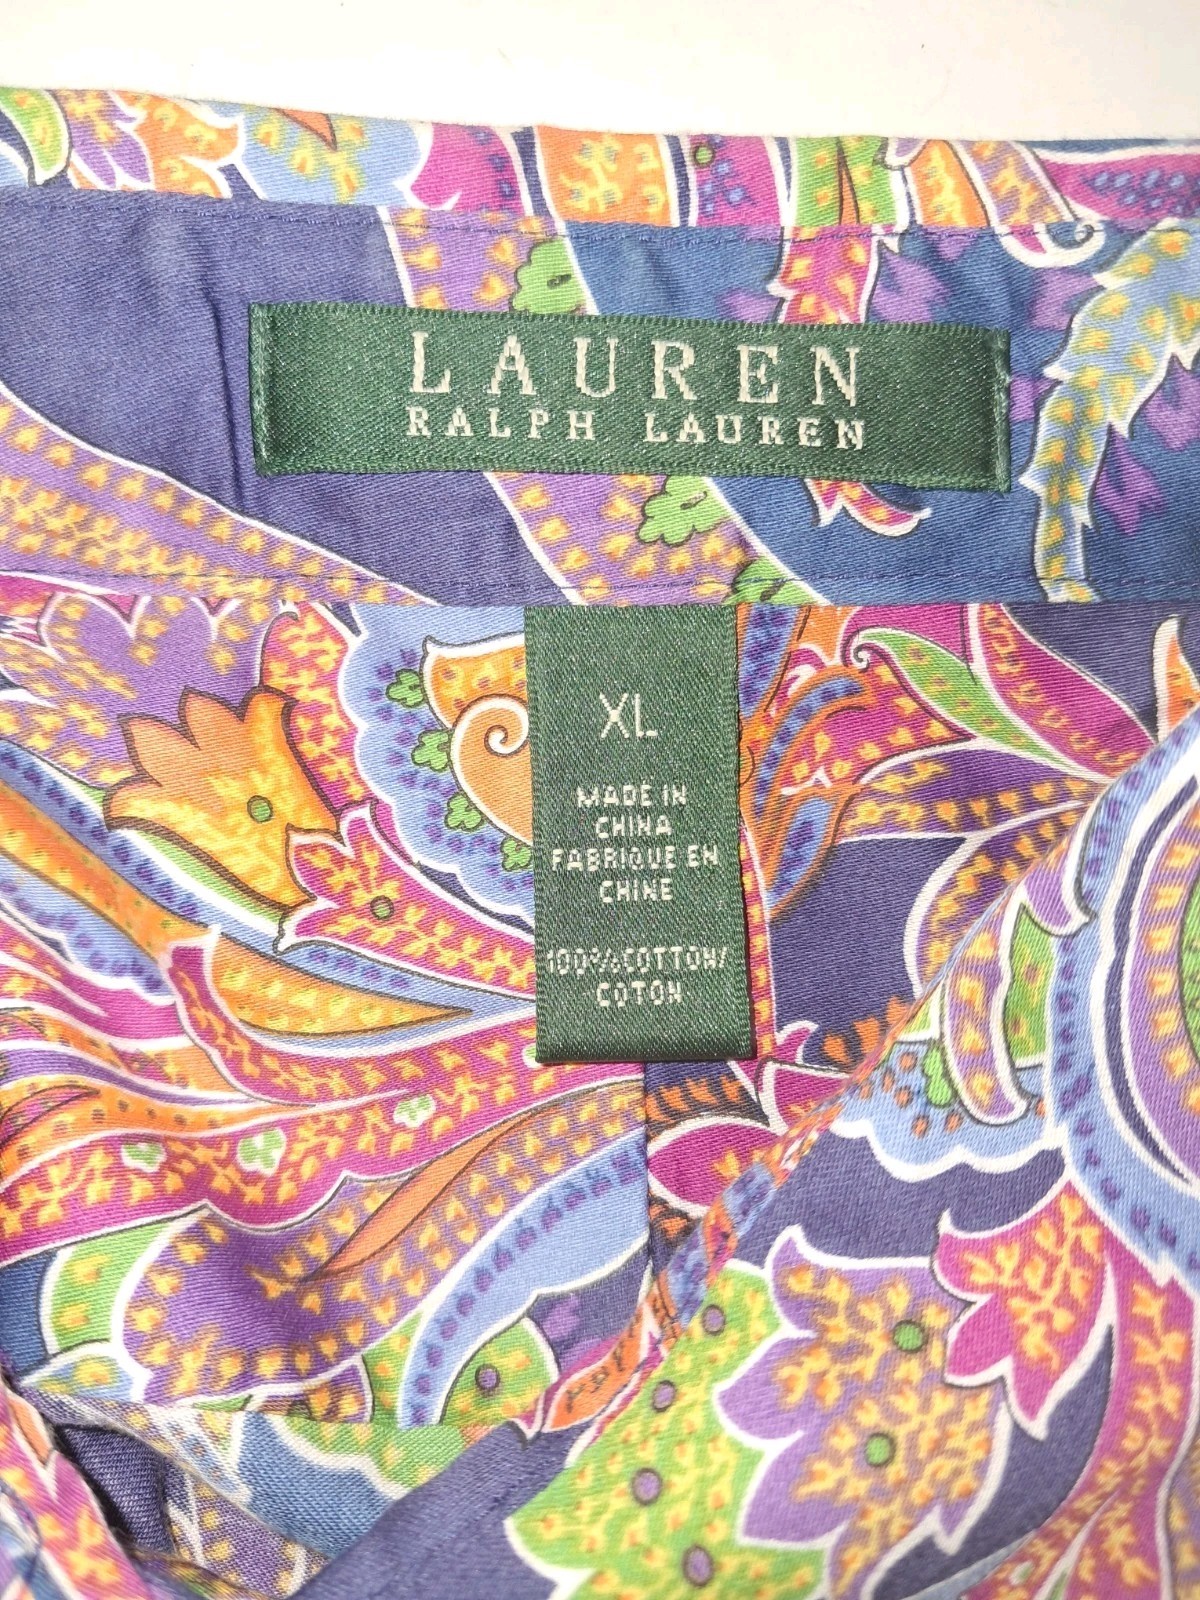 LAUREN
RALPH LAUREN
XL
MADE IN
CHINA
FABRIQUE EN
CHINE
100%COTTON/
COTON